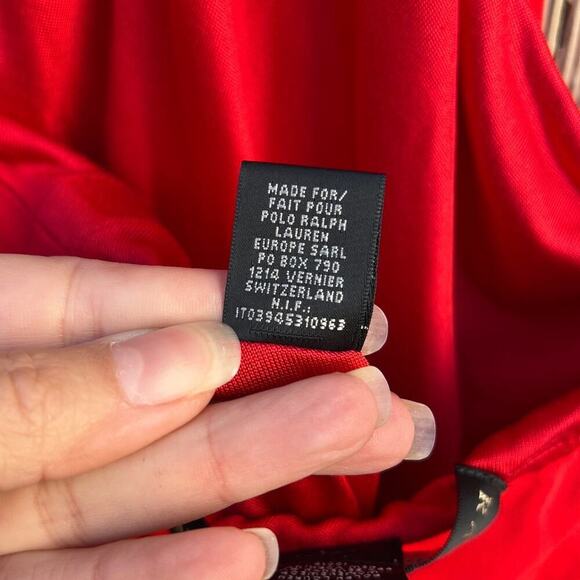 MADE FOR/
FAIT POUR
POLO RALPH
LAUREN
EUROPE SARL
PO BOX 790
1214 VERNIER
SWITZERLAND
N.I.F.:
IT03945310963